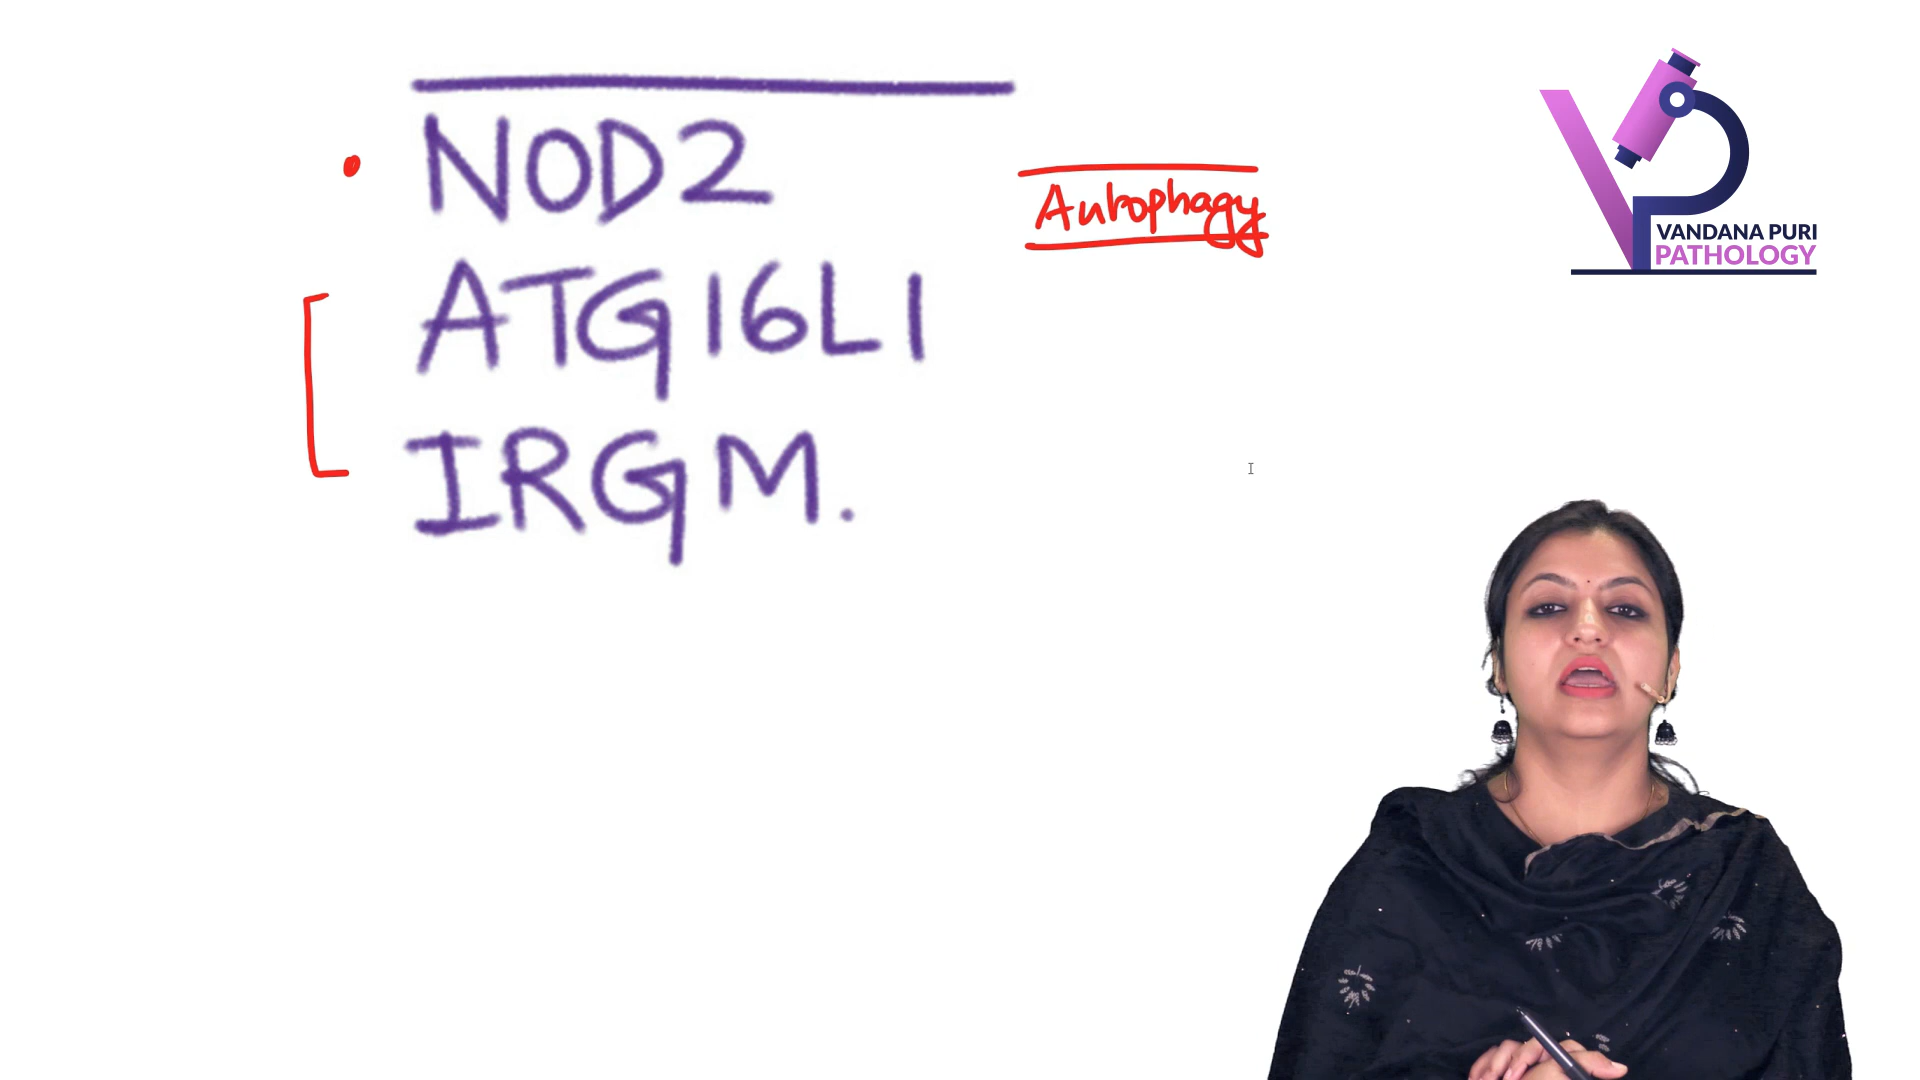 NOD2
Autophagy
ATG16L1
IRGM.
VANDANA PURI
PATHOLOGY